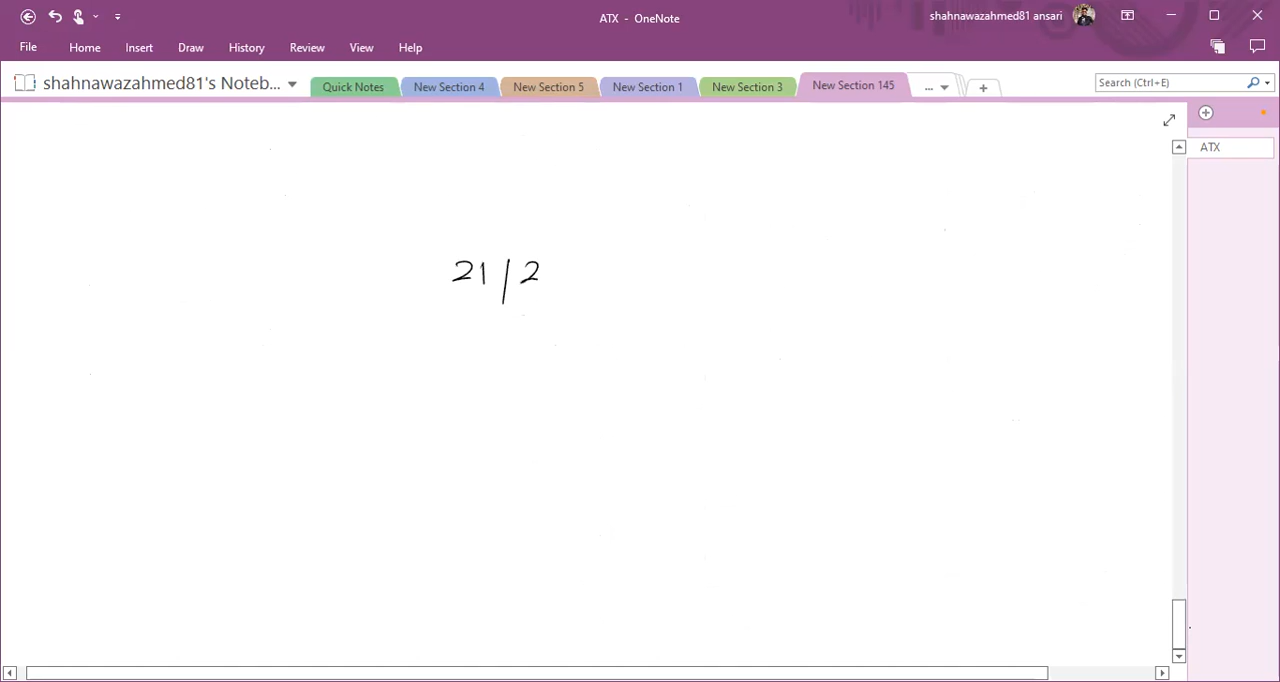 ATX - OneNote
shahnawazahmed81 ansari
File Home Insert Draw History Review View Help
shahnawazahmed81's Noteb... Quick Notes New Section 4 New Section 5 New Section 1 New Section 3 New Section 145 ... Search (Ctrl+E)
ATX
21/2